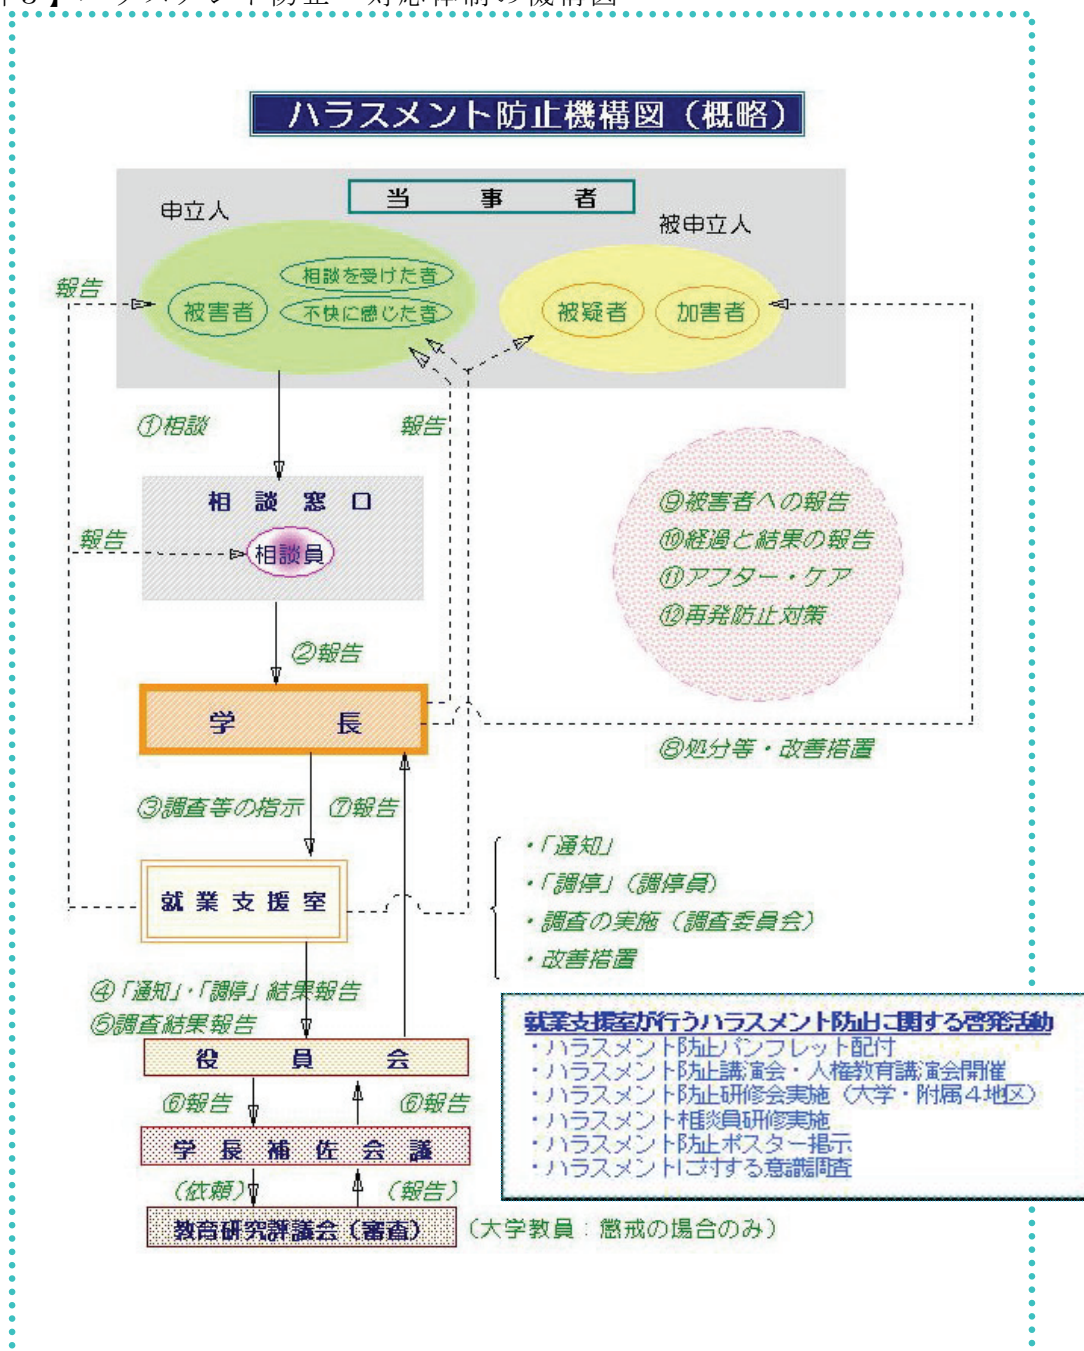 ハラスメント防止機構図（概略）
当事者
申立人
被申立人
相談を受けた者
報告
被害者
不快に感じた者
被疑者
加害者
①相談
報告
相談窓口
報告
相談員
⑨被害者への報告
⑩経過と結果の報告
⑪アフター・ケア
⑫再発防止対策
②報告
学長
⑧処分等・改善措置
③調査等の指示
⑦報告
・「通知」
・「調停」（調停員）
・調査の実施（調査委員会）
・改善措置
就業支援室
④「通知」・「調停」結果報告
⑤調査結果報告
役員会
⑥報告
⑥報告
学長補佐会議
（依頼）
（報告）
教育研究評議会（審査）
（大学教員：懲戒の場合のみ）
就業支援室が行うハラスメント防止に関する啓発活動
・ハラスメント防止パンフレット配付
・ハラスメント防止講演会・人権教育講演会開催
・ハラスメント防止研修会実施（大学・附属４地区）
・ハラスメント相談員研修実施
・ハラスメント防止ポスター掲示
・ハラスメントに対する意識調査